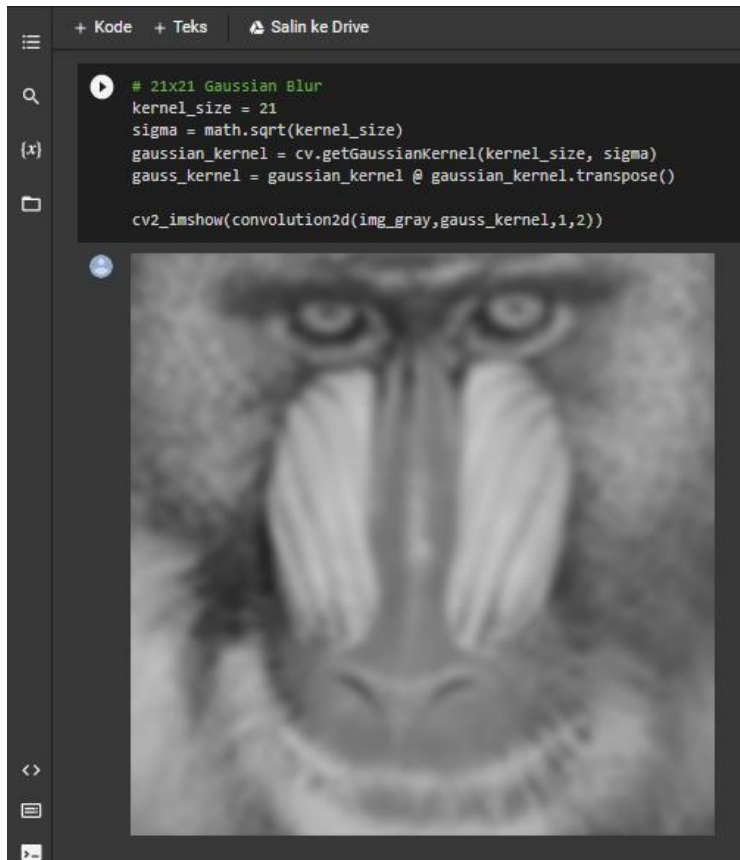 + Kode + Teks Salin ke Drive
# 21x21 Gaussian Blur
kernel_size = 21
sigma = math.sqrt(kernel_size)
gaussian_kernel = cv.getGaussianKernel(kernel_size, sigma)
gauss_kernel = gaussian_kernel @ gaussian_kernel.transpose()
cv2_imshow(convolution2d(img_gray,gauss_kernel,1,2))
{x}